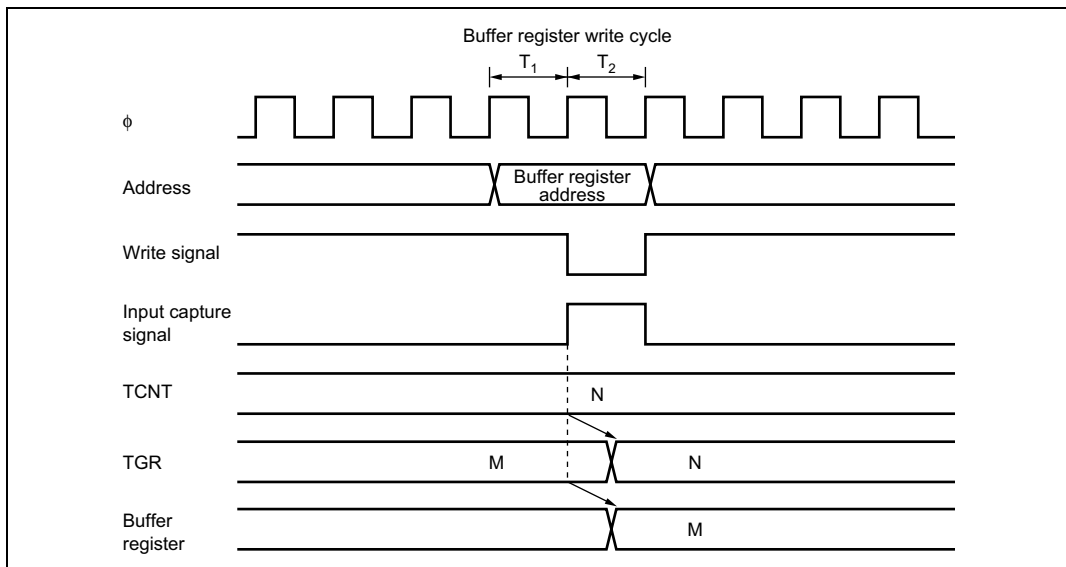 Buffer register write cycle
T₁ T₂
ϕ
Address
Buffer register
address
Write signal
Input capture
signal
TCNT
N
TGR
M N
Buffer
register
M